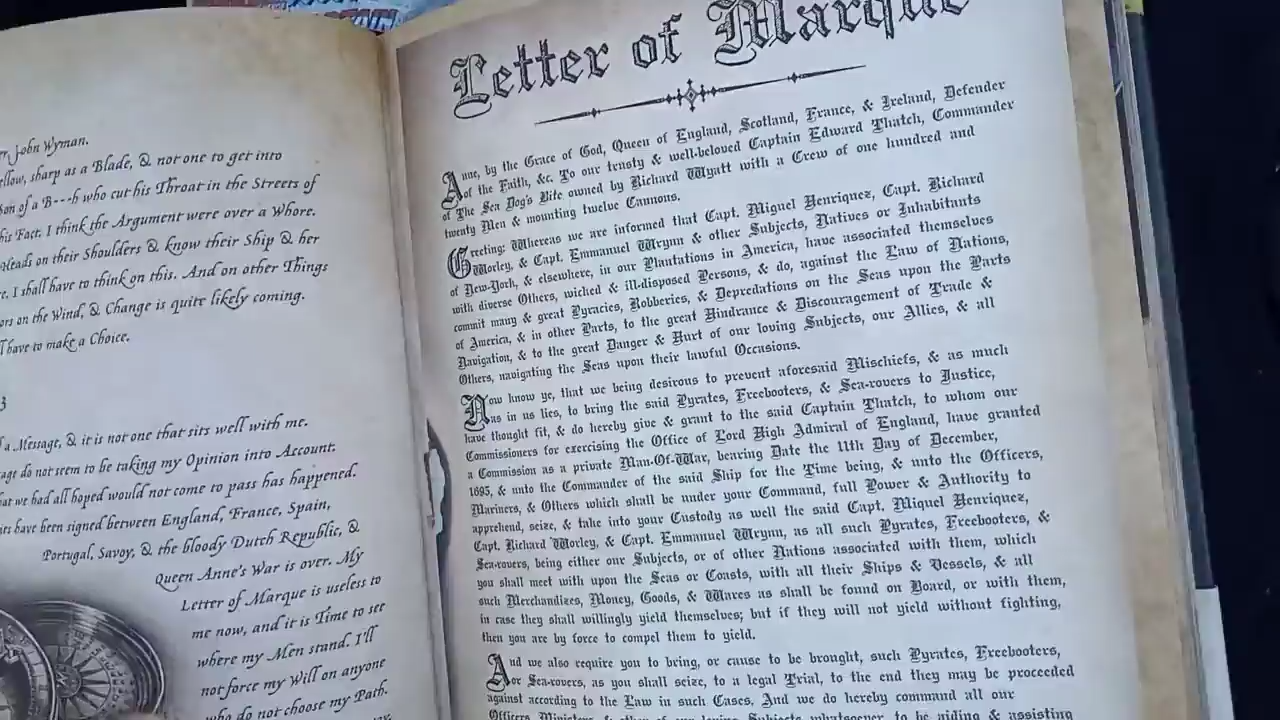 John Wyman.
sharp as a Blade, & not one to get into
of a B---h who cut his Throat in the Streets of
his Fact. I think the Argument were over a Whore.
Heads on their Shoulders & know their Ship & her
I shall have to think on this. And on other Things
on the Wind, & Change is quite likely coming.
have to make a Choice.
3
a Message, & it is not one that sits well with me.
do not seem to be taking my Opinion into Account.
we had all hoped would not come to pass has happened.
have been signed between England, France, Spain,
Portugal, Savoy, & the bloody Dutch Republic, &
Queen Anne's War is over. My
Letter of Marque is useless to
me now, and it is Time to see
where my Men stand. I'll
not force my Will on anyone
who do not choose my Path.
Letter of Marque
Anne, by the Grace of God, Queen of England, Scotland, France, & Ireland, Defender
of the Faith, &c. To our trusty & well-beloved Captain Edward Thatch, Commander
of The Sea Dog's Bite owned by Richard Wyatt with a Crew of one hundred and
twenty Men & mounting twelve Cannons.
Greeting: Whereas we are informed that Capt. Miguel Henriquez, Capt. Richard
Worley, & Capt. Emmanuel Wrynn & other Subjects, Natives or Inhabitants
of New-York, & elsewhere, in our Plantations in America, have associated themselves
with diverse Others, wicked & ill-disposed Persons, & do, against the Law of Nations,
commit many & great Pyracies, Robberies, & Depredations on the Seas upon the Parts
of America, & in other Parts, to the great Hindrance & Discouragement of Trade &
Navigation, & to the great Danger & Hurt of our loving Subjects, our Allies, & all
Others, navigating the Seas upon their lawful Occasions.
Now know ye, that we being desirous to prevent aforesaid Mischiefs, & as much
as in us lies, to bring the said Pyrates, Freebooters, & Sea-rovers to Justice,
have thought fit, & do hereby give & grant to the said Captain Thatch, to whom our
Commissioners for exercising the Office of Lord High Admiral of England, have granted
a Commission as a private Man-Of-War, bearing Date the 11th Day of December,
1695, & unto the Commander of the said Ship for the Time being, & unto the Officers,
Mariners, & Others which shall be under your Command, full Power & Authority to
apprehend, seize, & take into your Custody as well the said Capt. Miquel Henriquez,
Capt. Richard Worley, & Capt. Emmanuel Wrynn, as all such Pyrates, Freebooters, &
Sea-rovers, being either our Subjects, or of other Nations associated with them, which
you shall meet with upon the Seas or Coasts, with all their Ships & Vessels, & all
such Merchandizes, Money, Goods, & Wares as shall be found on Board, or with them,
in case they shall willingly yield themselves; but if they will not yield without fighting,
then you are by force to compel them to yield.
And we also require you to bring, or cause to be brought, such Pyrates, Freebooters,
or Sea-rovers, as you shall seize, to a legal Trial, to the end they may be proceeded
against according to the Law in such Cases, And we do hereby command all our
Officers, Ministers, & other of our loving Subjects whatsoever, to be aiding & assisting